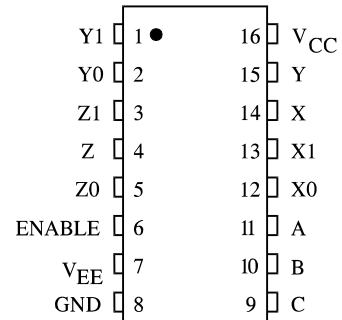 Y1 1 16 VCC
Y0 2 15 Y
Z1 3 14 X
Z 4 13 X1
Z0 5 12 X0
ENABLE 6 11 A
VEE 7 10 B
GND 8 9 C